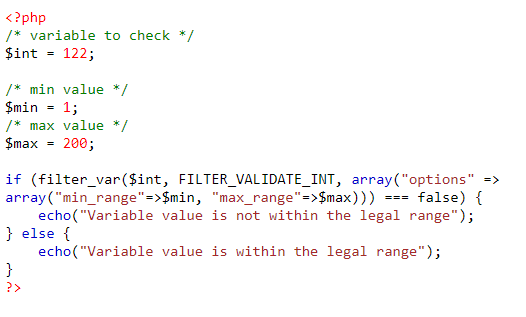 <?php
/* variable to check */
$int = 122;

/* min value */
$min = 1;
/* max value */
$max = 200;

if (filter_var($int, FILTER_VALIDATE_INT, array("options" =>
array("min_range"=>$min, "max_range"=>$max))) === false) {
    echo("Variable value is not within the legal range");
} else {
    echo("Variable value is within the legal range");
}
?>